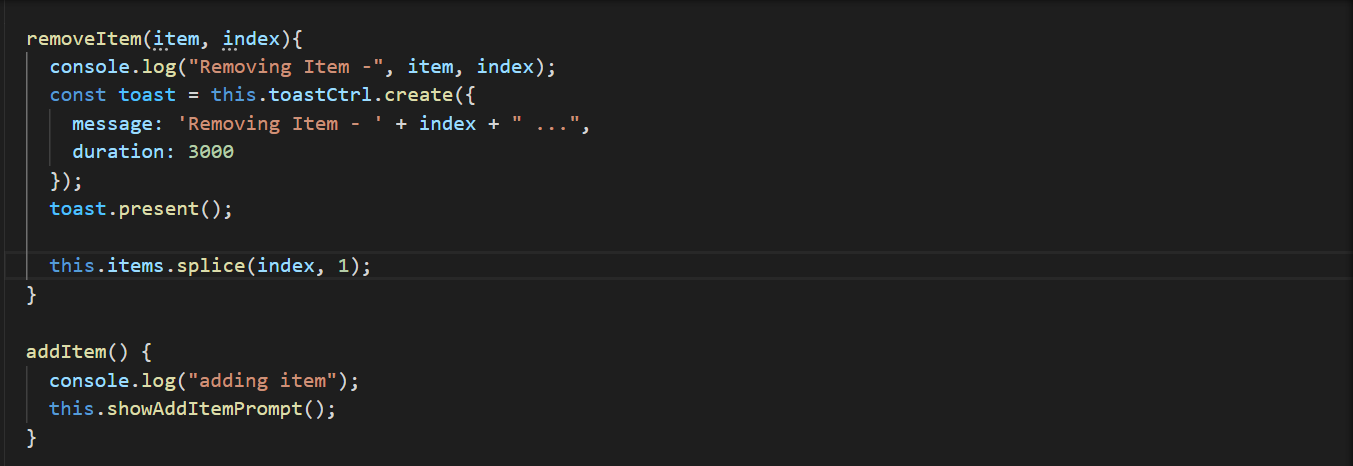 removeItem(item, index){
console.log("Removing Item -", item, index);
const toast = this.toastCtrl.create({
message: 'Removing Item - ' + index + " ...",
duration: 3000
});
toast.present();
this.items.splice(index, 1);
}
addItem() {
console.log("adding item");
this.showAddItemPrompt();
}